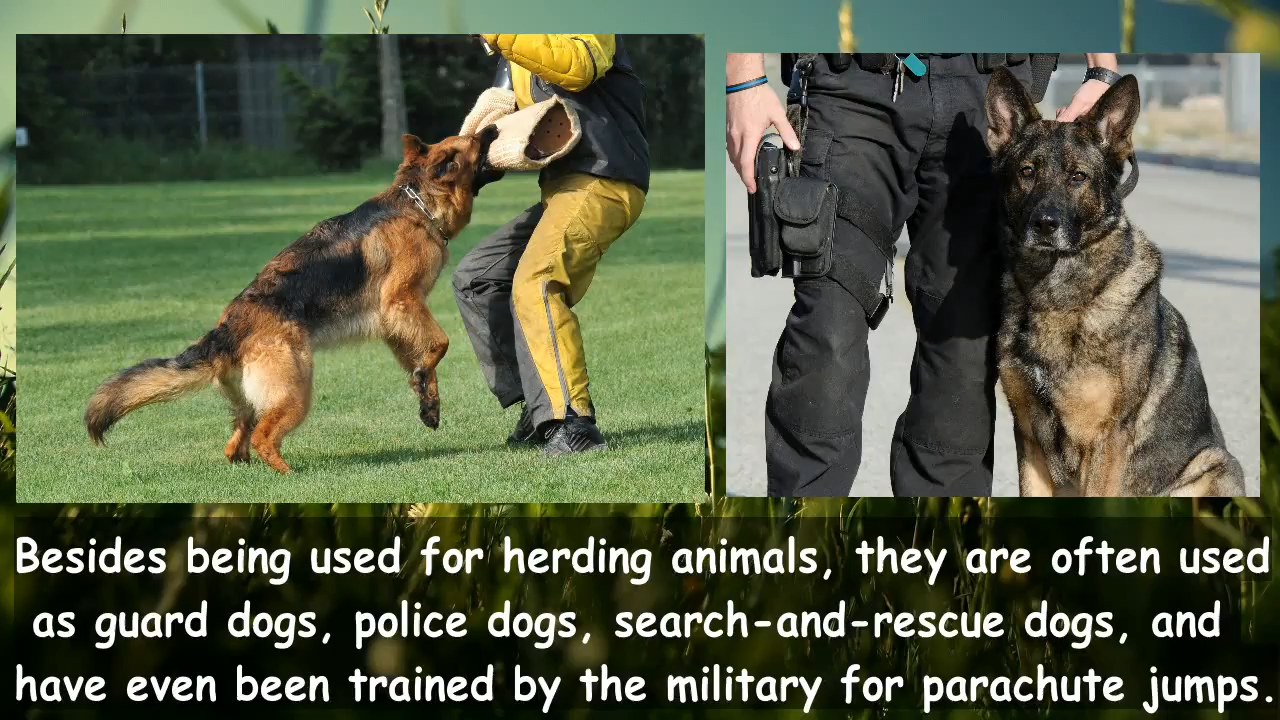 Besides being used for herding animals, they are often used
as guard dogs, police dogs, search-and-rescue dogs, and
have even been trained by the military for parachute jumps.